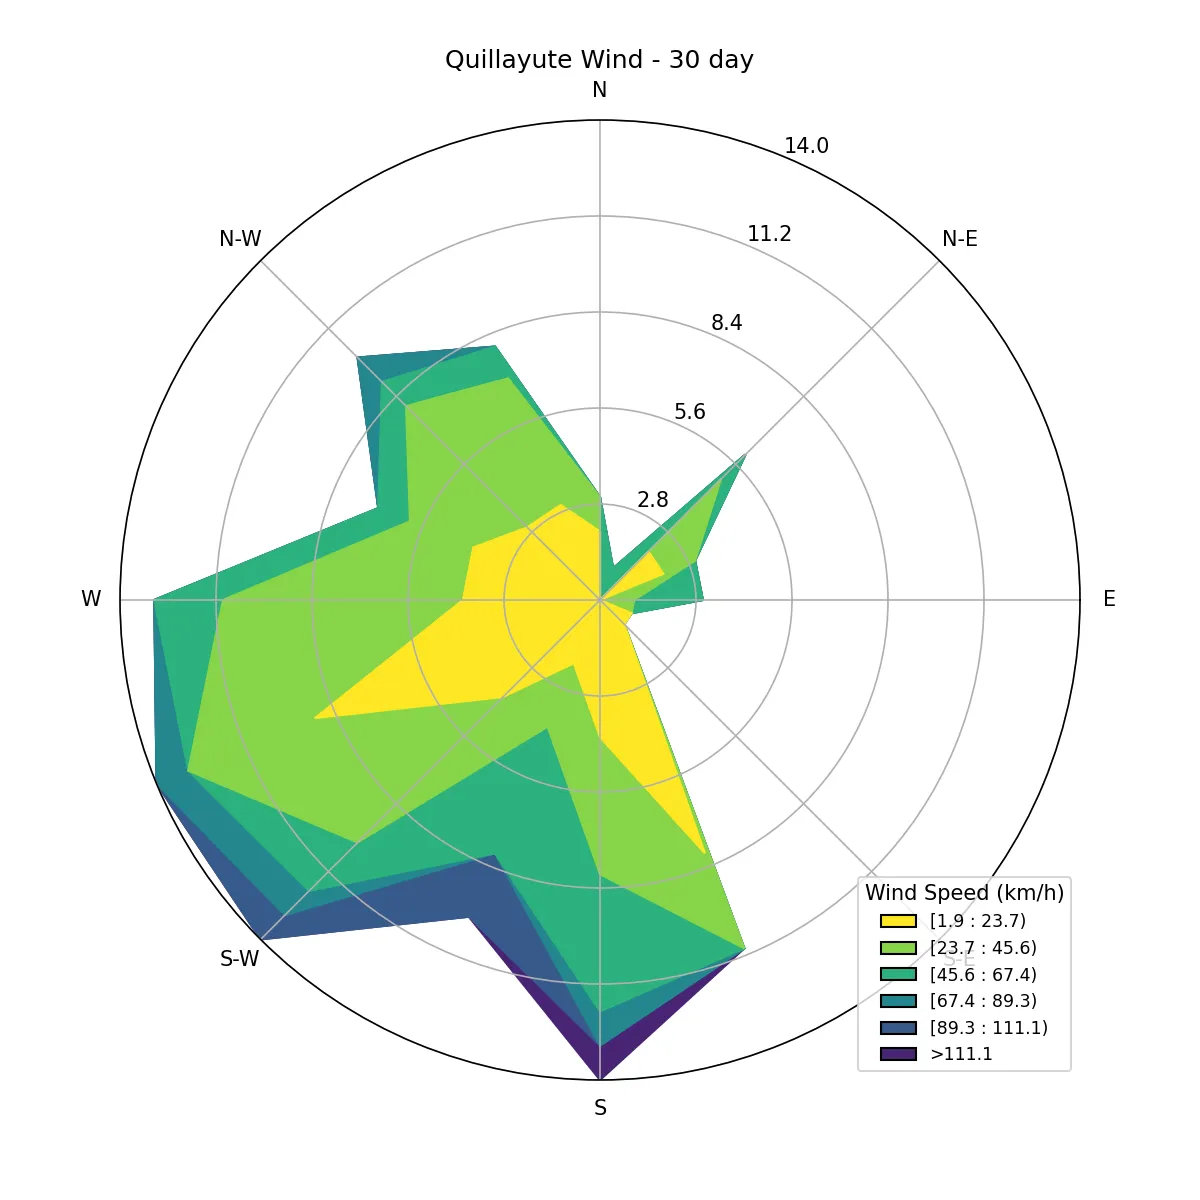 Quillayute Wind - 30 day
N
14.0
N-W
11.2
N-E
8.4
5.6
2.8
W
E
S-W
S-E
S
Wind Speed (km/h)
[1.9 : 23.7)
[23.7 : 45.6)
[45.6 : 67.4)
[67.4 : 89.3)
[89.3 : 111.1)
>111.1